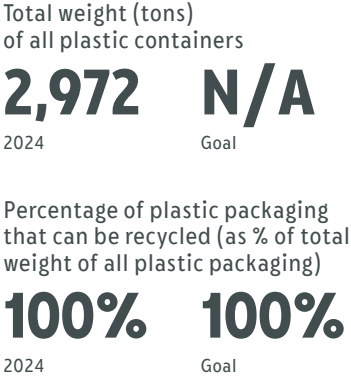 Total weight (tons)
of all plastic containers
2,972 N/A
2024 Goal
Percentage of plastic packaging
that can be recycled (as % of total
weight of all plastic packaging)
100% 100%
2024 Goal